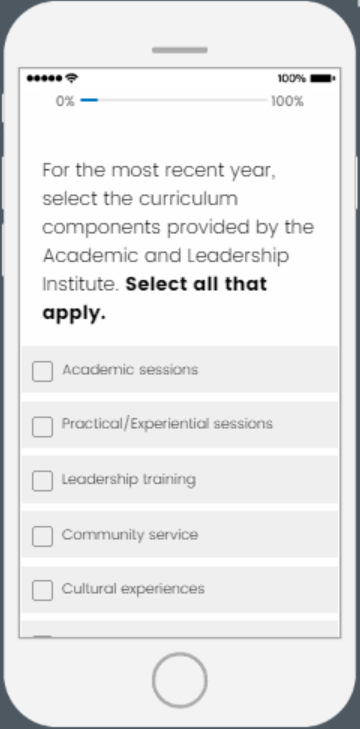 100%
0% 100%
For the most recent year,
select the curriculum
components provided by the
Academic and Leadership
Institute. Select all that
apply.
Academic sessions
Practical/Experiential sessions
Leadership training
Community service
Cultural experiences